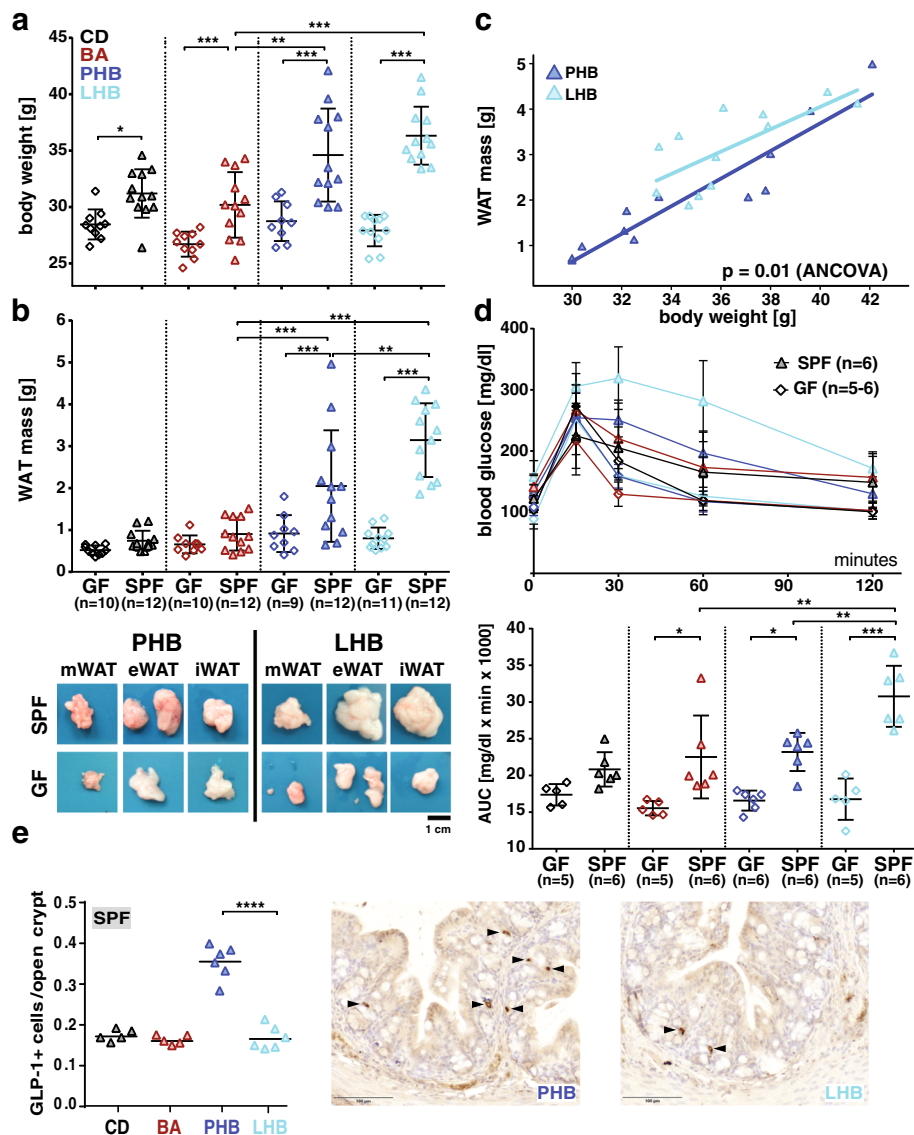 a
CD
BA
PHB
LHB
body weight [g]
45
40
35
30
25
*
***
***
**
***
***
***
b
WAT mass [g]
6
5
4
3
2
1
0
***
***
***
**
***
GF SPF GF SPF GF SPF GF SPF
(n=10) (n=12) (n=10) (n=12) (n=9) (n=12) (n=11) (n=12)
PHB LHB
mWAT eWAT iWAT mWAT eWAT iWAT
SPF
GF
1 cm
c
WAT mass [g]
5
4
3
2
1
PHB
LHB
p = 0.01 (ANCOVA)
30 32 34 36 38 40 42
body weight [g]
d
blood glucose [mg/dl]
400
300
200
100
SPF (n=6)
GF (n=5-6)
minutes
0 30 60 90 120
AUC [mg/dl x min x 1000]
40
35
30
25
20
15
10
**
**
*
*
***
GF SPF GF SPF GF SPF GF SPF
(n=5) (n=6) (n=5) (n=6) (n=6) (n=6) (n=5) (n=6)
e
GLP-1+ cells/open crypt
SPF
0.5
0.4
0.3
0.2
0.1
0.0
****
CD BA PHB LHB
100 µm
PHB
100 µm
LHB